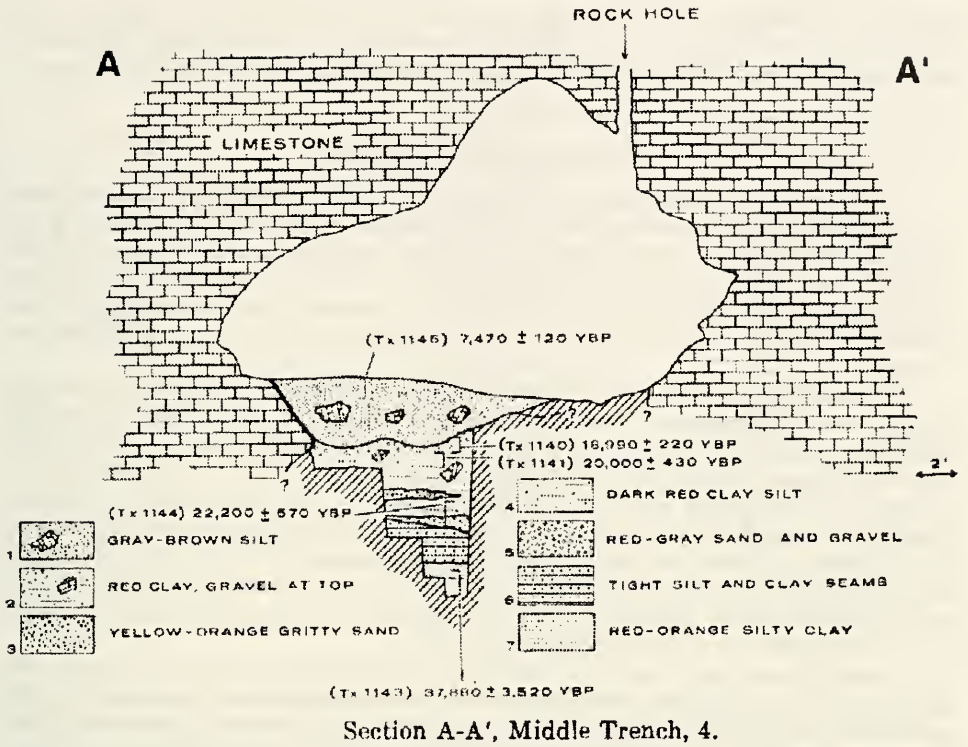 ROCK HOLE
A
A'
LIMESTONE
(Tx 1145) 7,470 ± 120 YBP
?
?
(Tx 1140) 16,990 ± 220 YBP
(Tx 1141) 20,000 ± 430 YBP
?
2'
(Tx 1144) 22,200 ± 670 YBP
1 GRAY-BROWN SILT
2 RED CLAY, GRAVEL AT TOP
3 YELLOW-ORANGE GRITTY SAND
4 DARK RED CLAY SILT
5 RED-GRAY SAND AND GRAVEL
6 TIGHT SILT AND CLAY SEAMS
7 RED-ORANGE SILTY CLAY
(Tx 1143) 37,660 ± 3,520 YBP
Section A-A', Middle Trench, 4.